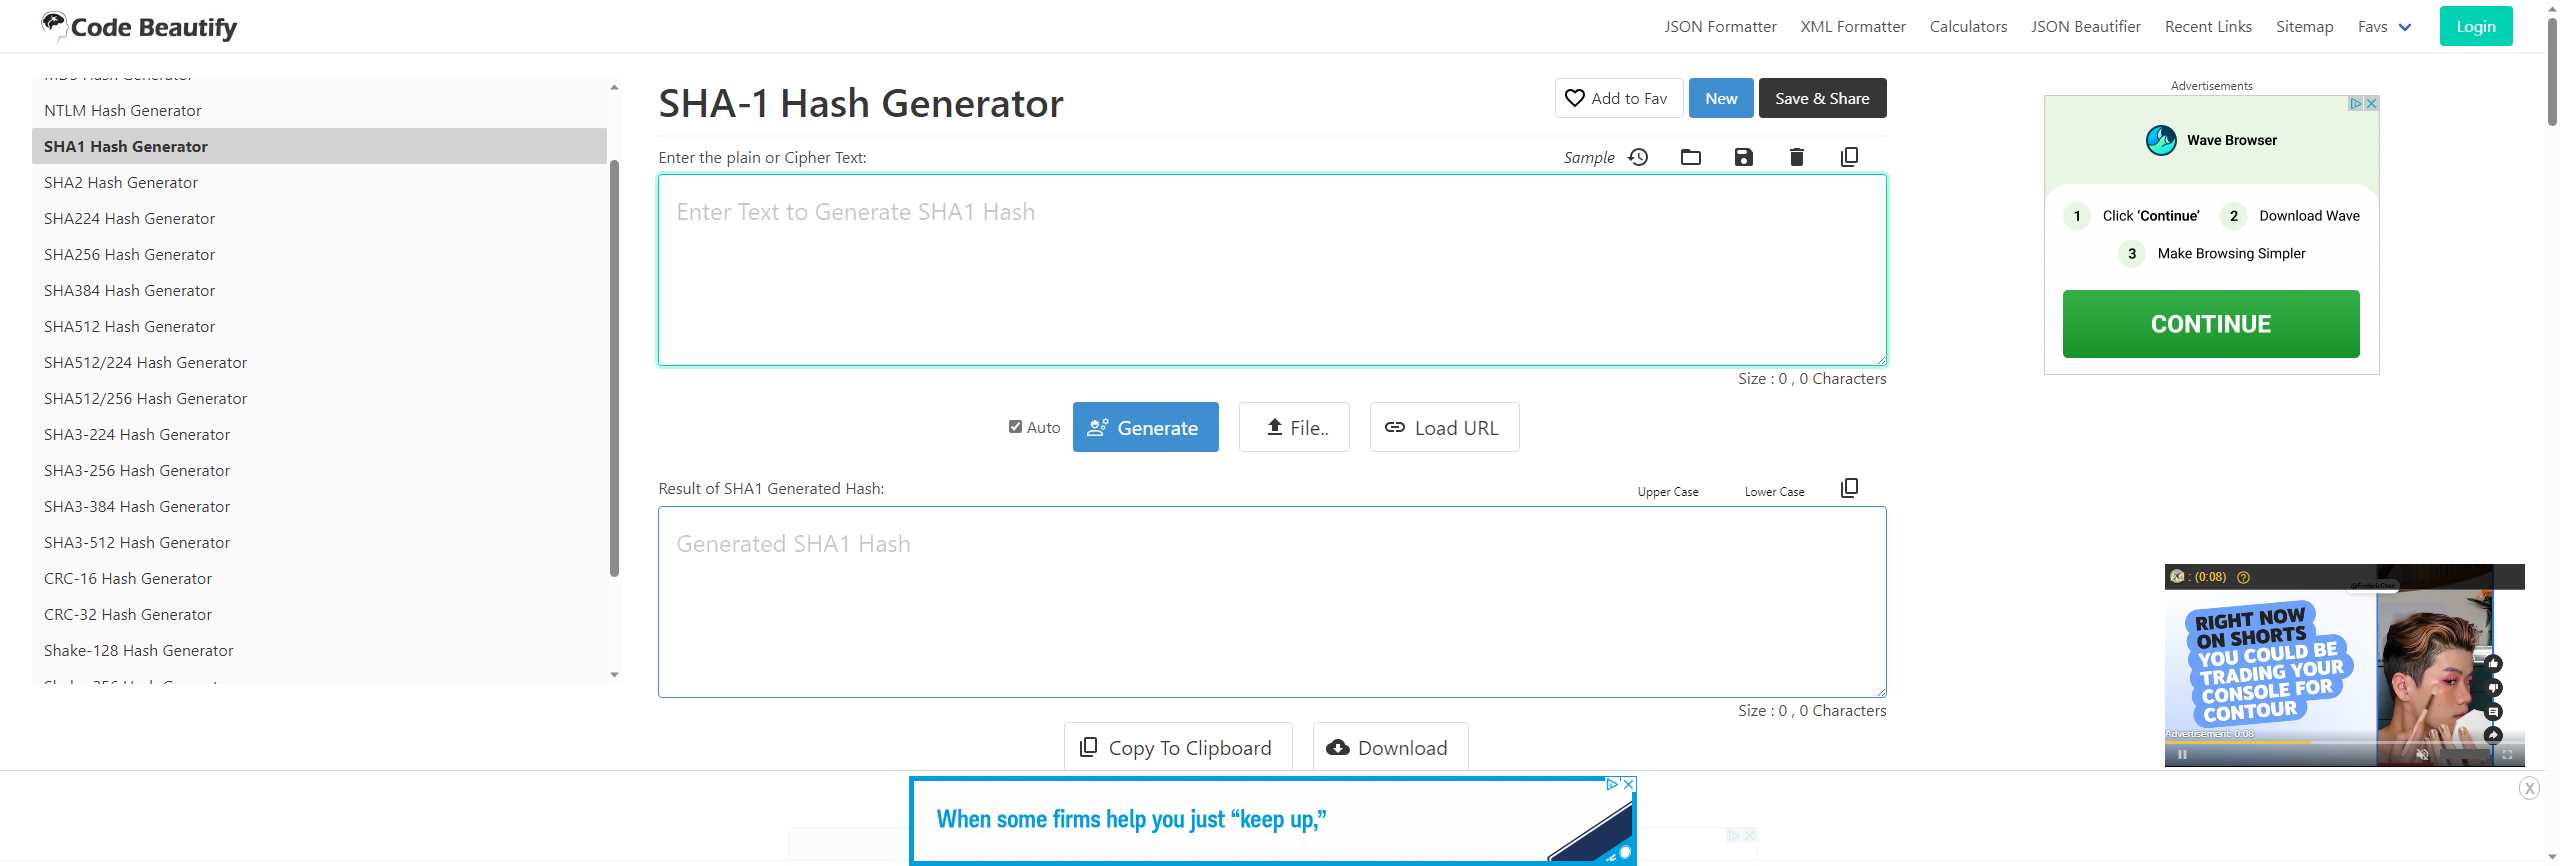 Code Beautify
JSON Formatter XML Formatter Calculators JSON Beautifier Recent Links Sitemap Favs Login
NTLM Hash Generator
SHA1 Hash Generator
SHA2 Hash Generator
SHA224 Hash Generator
SHA256 Hash Generator
SHA384 Hash Generator
SHA512 Hash Generator
SHA512/224 Hash Generator
SHA512/256 Hash Generator
SHA3-224 Hash Generator
SHA3-256 Hash Generator
SHA3-384 Hash Generator
SHA3-512 Hash Generator
CRC-16 Hash Generator
CRC-32 Hash Generator
Shake-128 Hash Generator
SHA-1 Hash Generator
Add to Fav New Save & Share
Enter the plain or Cipher Text:
Sample
Enter Text to Generate SHA1 Hash
Size : 0 , 0 Characters
Auto Generate File.. Load URL
Result of SHA1 Generated Hash:
Upper Case Lower Case
Generated SHA1 Hash
Size : 0 , 0 Characters
Copy To Clipboard Download
Advertisements
Wave Browser
1 Click ‘Continue’ 2 Download Wave
3 Make Browsing Simpler
CONTINUE
: (0:08)
RIGHT NOW
ON SHORTS
YOU COULD BE
TRADING YOUR
CONSOLE FOR
CONTOUR
Advertisement: 0:08
When some firms help you just “keep up,”
X